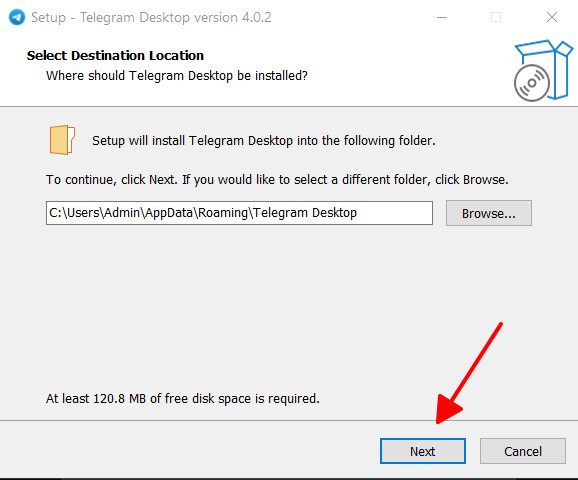 Setup - Telegram Desktop version 4.0.2
Select Destination Location
Where should Telegram Desktop be installed?
Setup will install Telegram Desktop into the following folder.
To continue, click Next. If you would like to select a different folder, click Browse.
C:\Users\Admin\AppData\Roaming\Telegram Desktop
Browse...
At least 120.8 MB of free disk space is required.
Next
Cancel